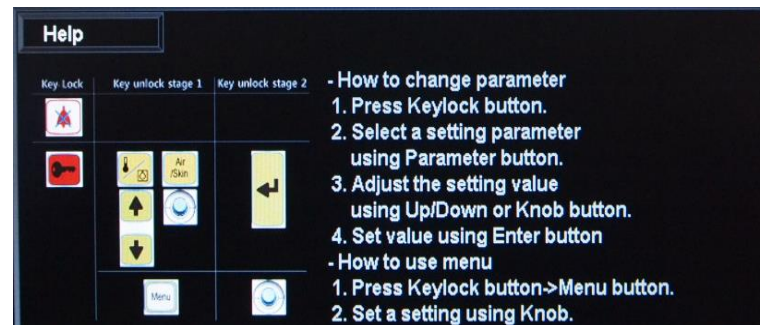 Help
Key Lock
Key unlock stage 1
Key unlock stage 2
Air
/Skin
Menu
- How to change parameter
1. Press Keylock button.
2. Select a setting parameter
using Parameter button.
3. Adjust the setting value
using Up/Down or Knob button.
4. Set value using Enter button
- How to use menu
1. Press Keylock button->Menu button.
2. Set a setting using Knob.